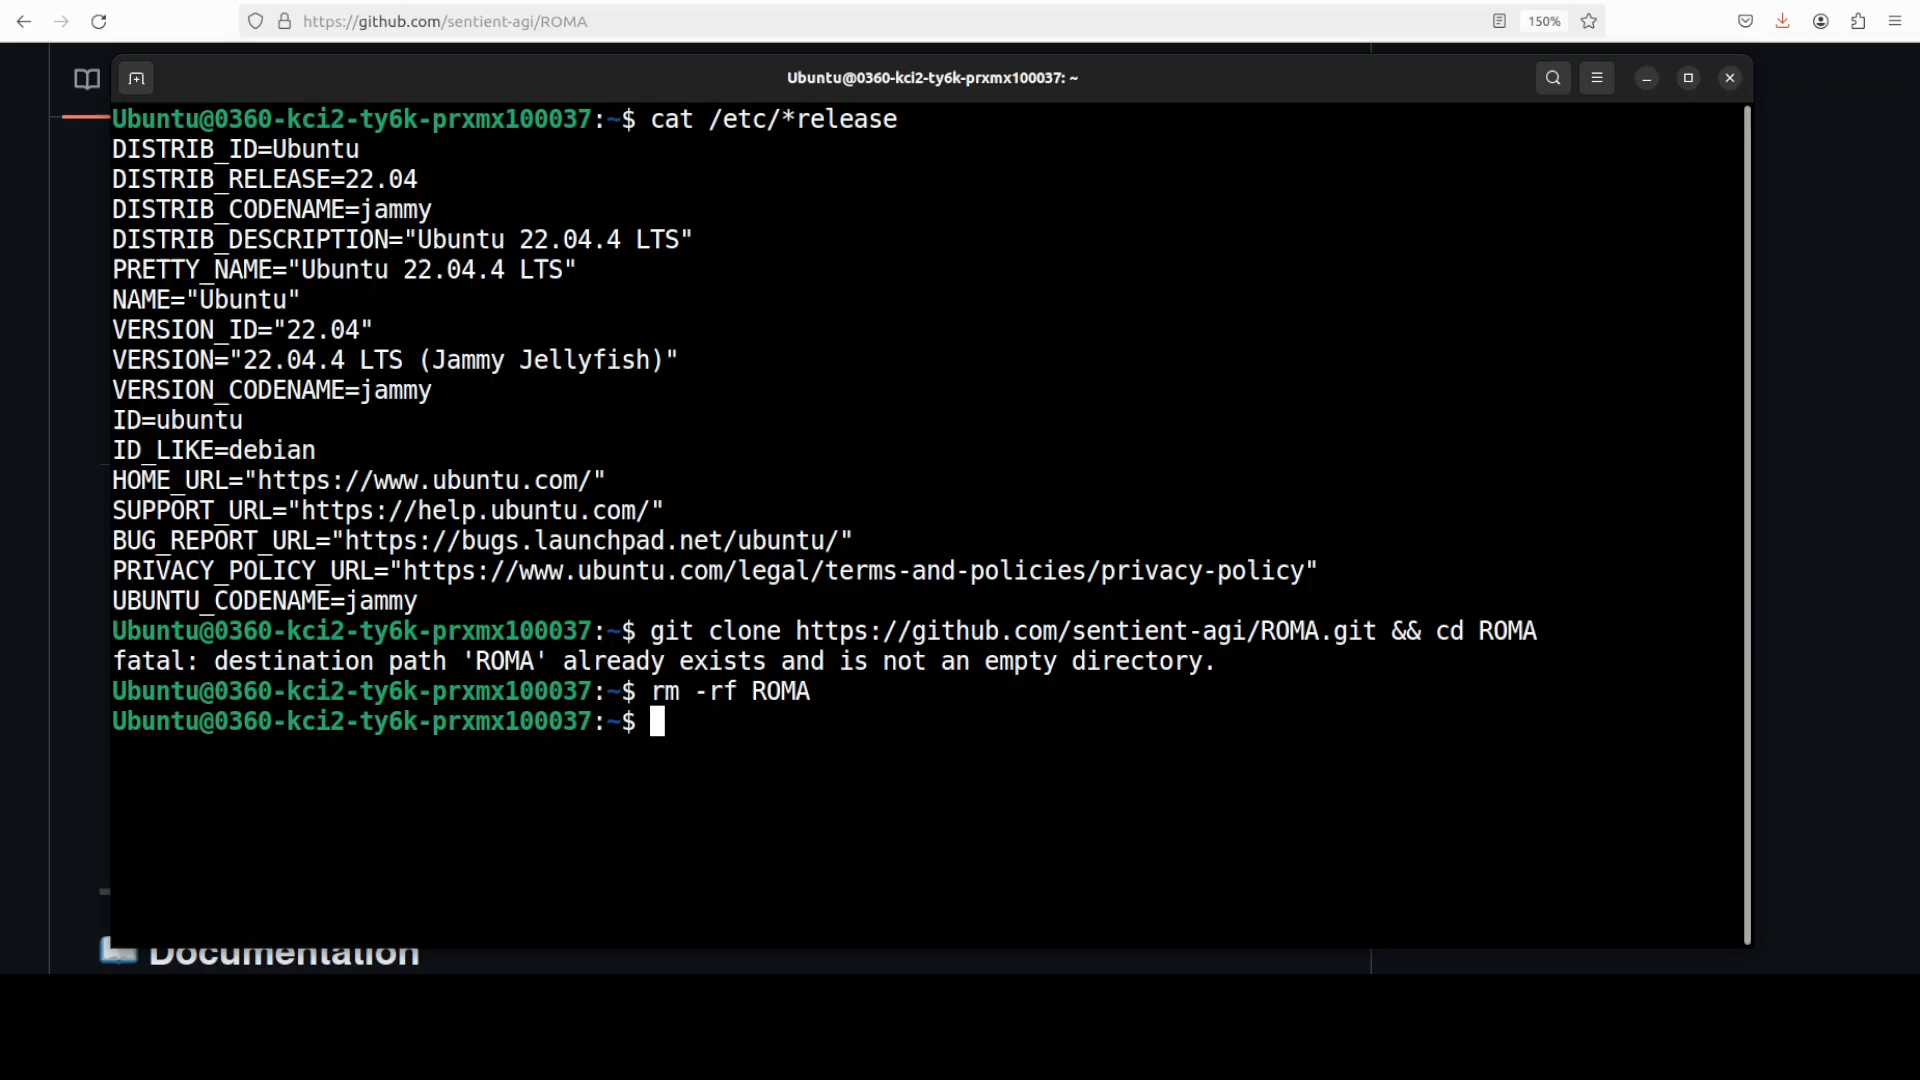 https://github.com/sentient-agi/ROMA
150%
Ubuntu@0360-kci2-ty6k-prxmx100037: ~
Ubuntu@0360-kci2-ty6k-prxmx100037:~$ cat /etc/*release
DISTRIB_ID=Ubuntu
DISTRIB_RELEASE=22.04
DISTRIB_CODENAME=jammy
DISTRIB_DESCRIPTION="Ubuntu 22.04.4 LTS"
PRETTY_NAME="Ubuntu 22.04.4 LTS"
NAME="Ubuntu"
VERSION_ID="22.04"
VERSION="22.04.4 LTS (Jammy Jellyfish)"
VERSION_CODENAME=jammy
ID=ubuntu
ID_LIKE=debian
HOME_URL="https://www.ubuntu.com/"
SUPPORT_URL="https://help.ubuntu.com/"
BUG_REPORT_URL="https://bugs.launchpad.net/ubuntu/"
PRIVACY_POLICY_URL="https://www.ubuntu.com/legal/terms-and-policies/privacy-policy"
UBUNTU_CODENAME=jammy
Ubuntu@0360-kci2-ty6k-prxmx100037:~$ git clone https://github.com/sentient-agi/ROMA.git && cd ROMA
fatal: destination path 'ROMA' already exists and is not an empty directory.
Ubuntu@0360-kci2-ty6k-prxmx100037:~$ rm -rf ROMA
Ubuntu@0360-kci2-ty6k-prxmx100037:~$
Documentation